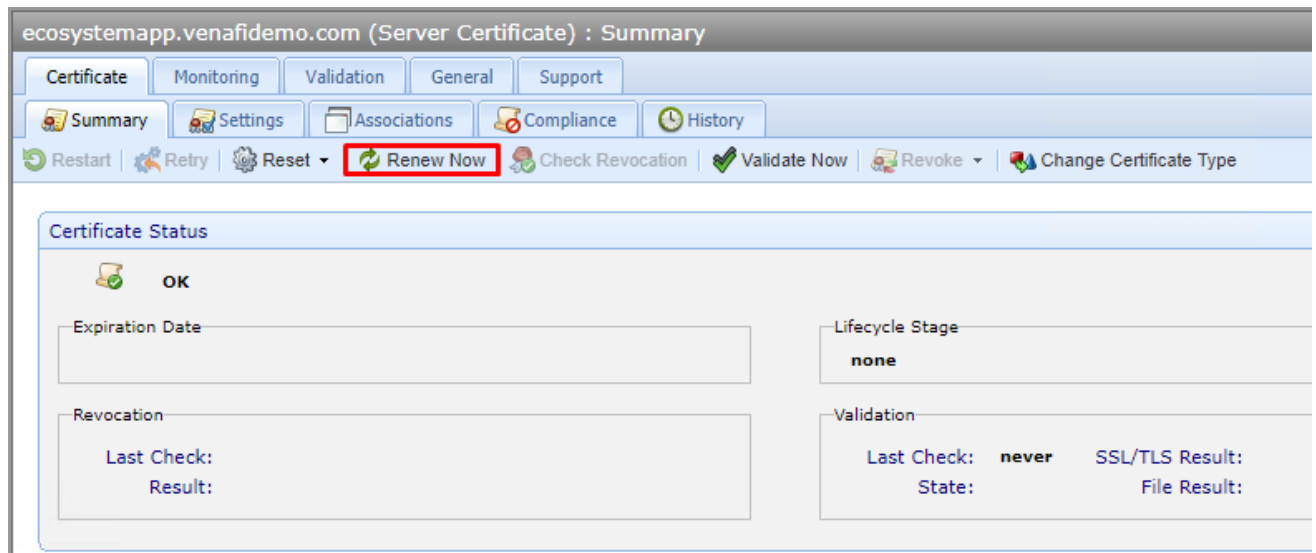 ecosystemapp.venafidemo.com (Server Certificate) : Summary
Certificate Monitoring Validation General Support
Summary Settings Associations Compliance History
Restart Retry Reset Renew Now Check Revocation Validate Now Revoke Change Certificate Type
Certificate Status
OK
Expiration Date Lifecycle Stage
none
Revocation Validation
Last Check: Last Check: never SSL/TLS Result:
Result: State: File Result: